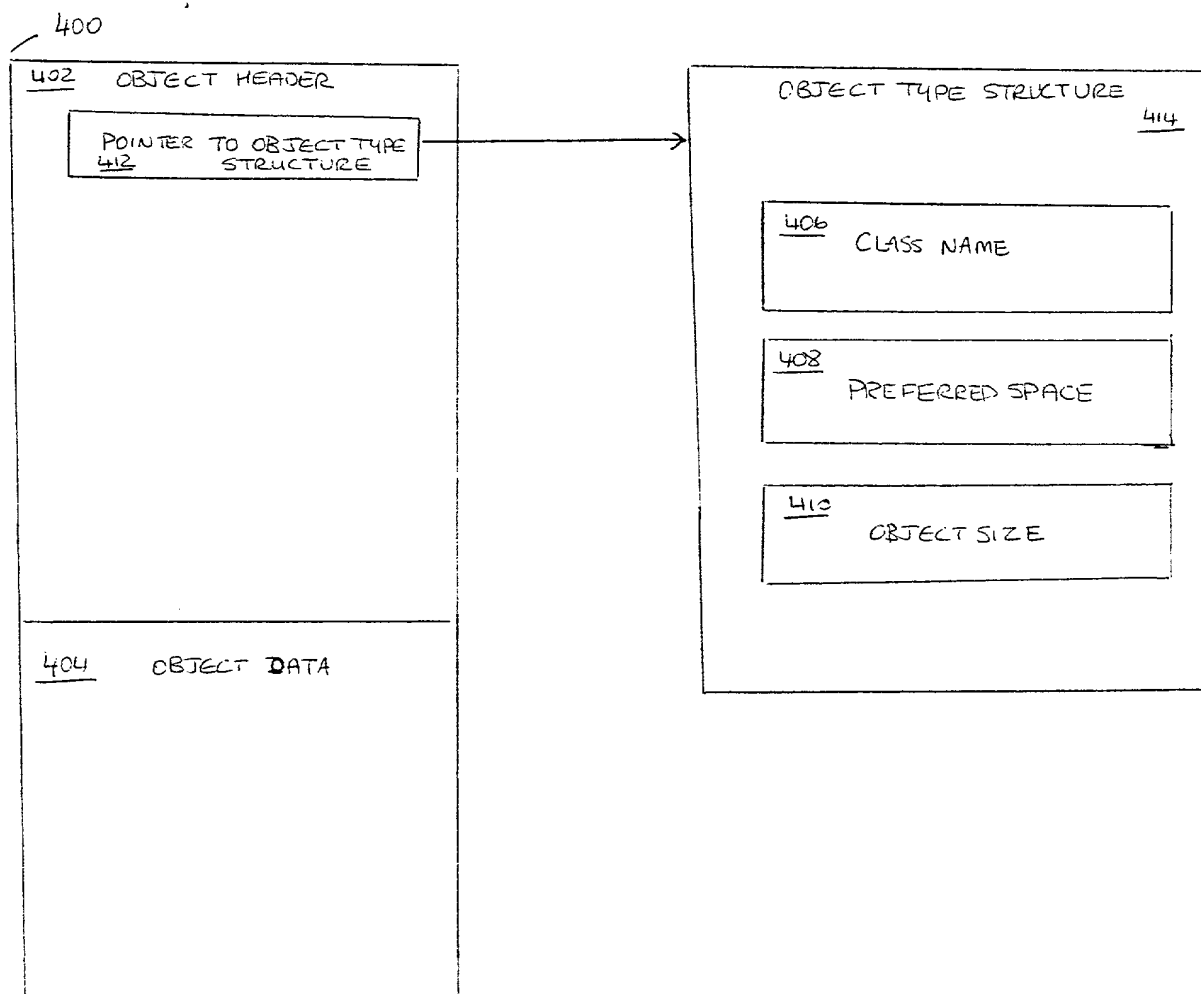 400
402 OBJECT HEADER
POINTER TO OBJECT TYPE
412 STRUCTURE
404 OBJECT DATA
OBJECT TYPE STRUCTURE
414
406
CLASS NAME
408
PREFERRED SPACE
410
OBJECT SIZE